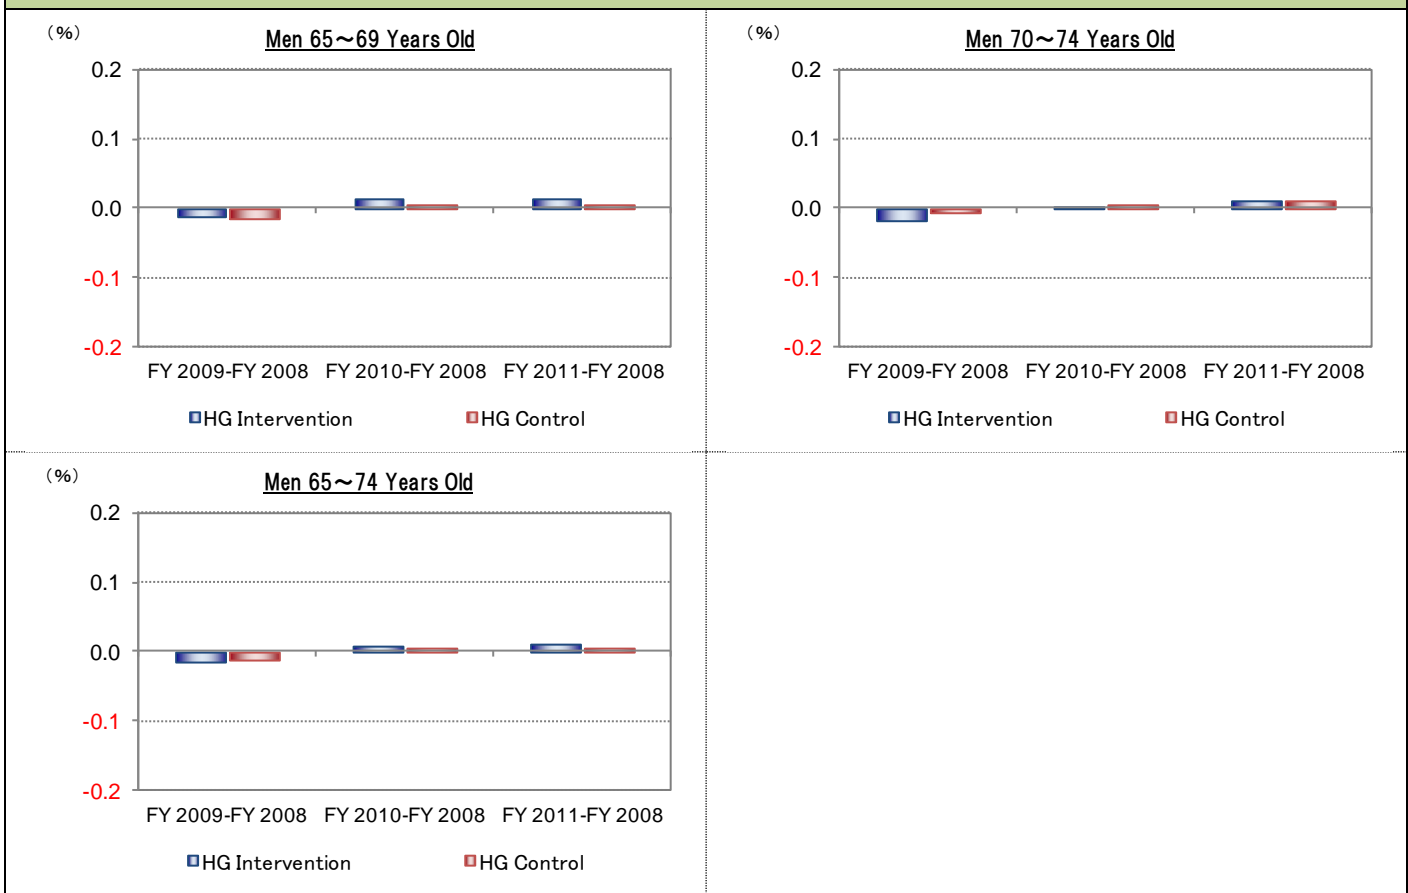 （%）
Men 65～69 Years Old
0.2
0.1
0.0
-0.1
-0.2
FY 2009-FY 2008 FY 2010-FY 2008 FY 2011-FY 2008
HG Intervention HG Control
（%）
Men 70～74 Years Old
0.2
0.1
0.0
-0.1
-0.2
FY 2009-FY 2008 FY 2010-FY 2008 FY 2011-FY 2008
HG Intervention HG Control
（%）
Men 65～74 Years Old
0.2
0.1
0.0
-0.1
-0.2
FY 2009-FY 2008 FY 2010-FY 2008 FY 2011-FY 2008
HG Intervention HG Control